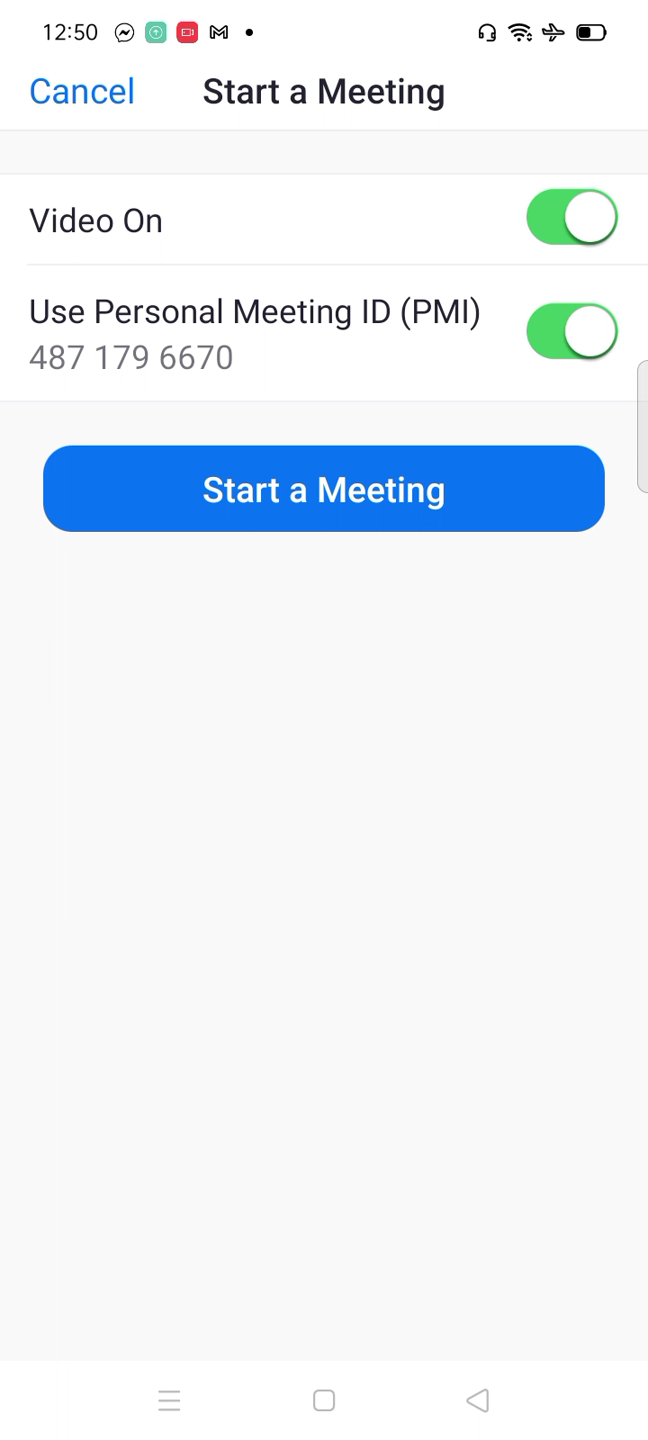 12:50
Cancel
Start a Meeting
Video On
Use Personal Meeting ID (PMI)
487 179 6670
Start a Meeting